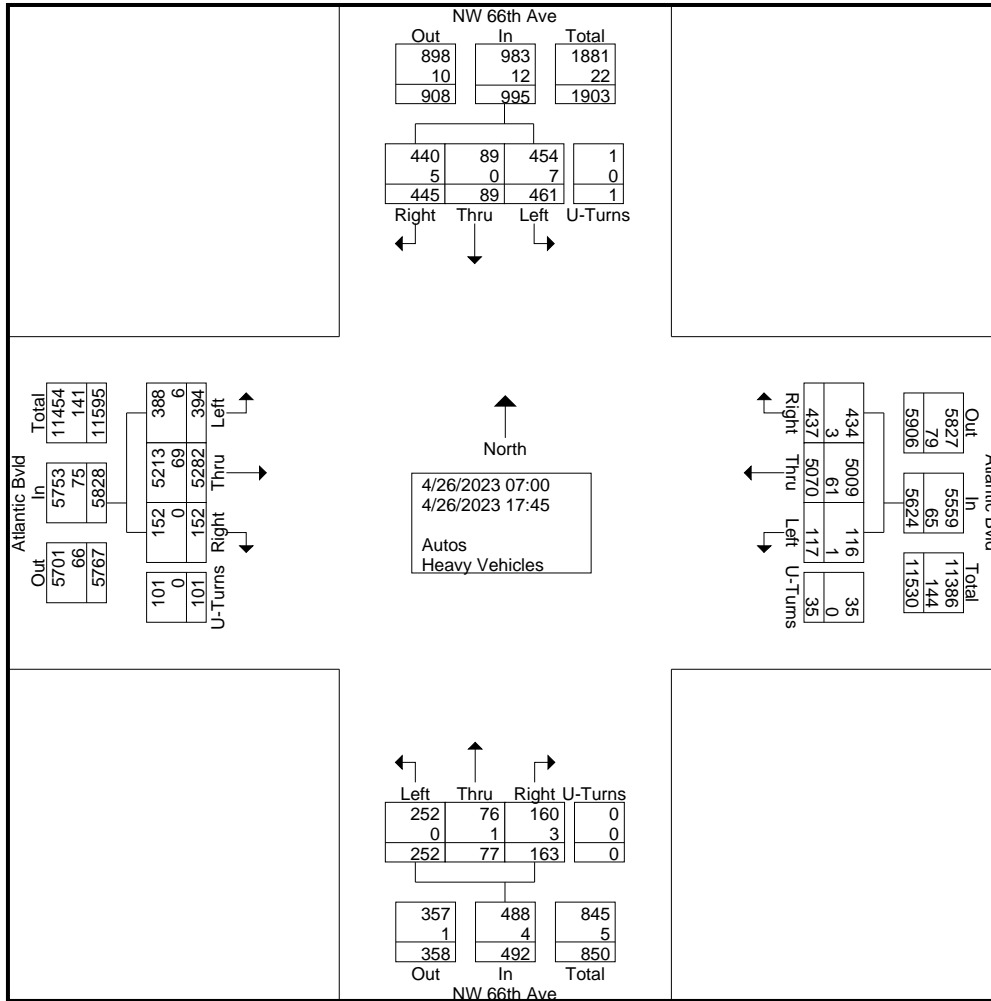 NW 66th Ave
Out In Total
898 983 1881
10 12 22
908 995 1903
440 89 454 1
5 0 7 0
445 89 461 1
Right Thru Left U-Turns
Atlantic Bvld
Total In Out
11454 5753 5701
141 75 66
11595 5828 5767
388 5213 152 101
6 69 0 0
394 5282 152 101
Left Thru Right U-Turns
North
4/26/2023 07:00
4/26/2023 17:45
Autos
Heavy Vehicles
Atlantic Bvld
Out In Total
5827 5559 11386
79 65 144
5906 5624 11530
434 5009 116 35
3 61 1 0
437 5070 117 35
Right Thru Left U-Turns
Left Thru Right U-Turns
252 76 160 0
0 1 3 0
252 77 163 0
357 488 845
1 4 5
358 492 850
Out In Total
NW 66th Ave